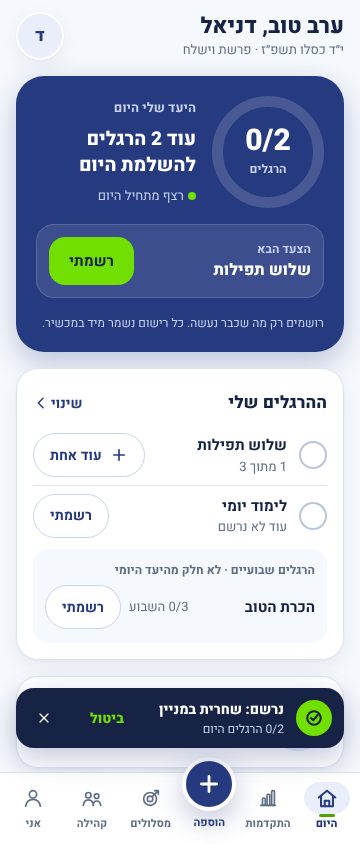 ערב טוב, דניאל
ד
י״ד כסלו תשפ״ז · פרשת וישלח
היעד שלי היום
עוד 2 הרגלים
להשלמת היום
רצף מתחיל היום
0/2
הרגלים
הצעד הבא
שלוש תפילות
רשמתי
רושמים רק מה שכבר נעשה. כל רישום נשמר מיד במכשיר.
ההרגלים שלי
שינוי
שלוש תפילות
1 מתוך 3
עוד אחת
לימוד יומי
עוד לא נרשם
רשמתי
הרגלים שבועיים · לא חלק מהיעד היומי
הכרת הטוב
0/3 השבוע
רשמתי
נרשם: שחרית במניין
0/2 הרגלים היום
ביטול
היום
התקדמות
הוספה
מסלולים
קהילה
אני